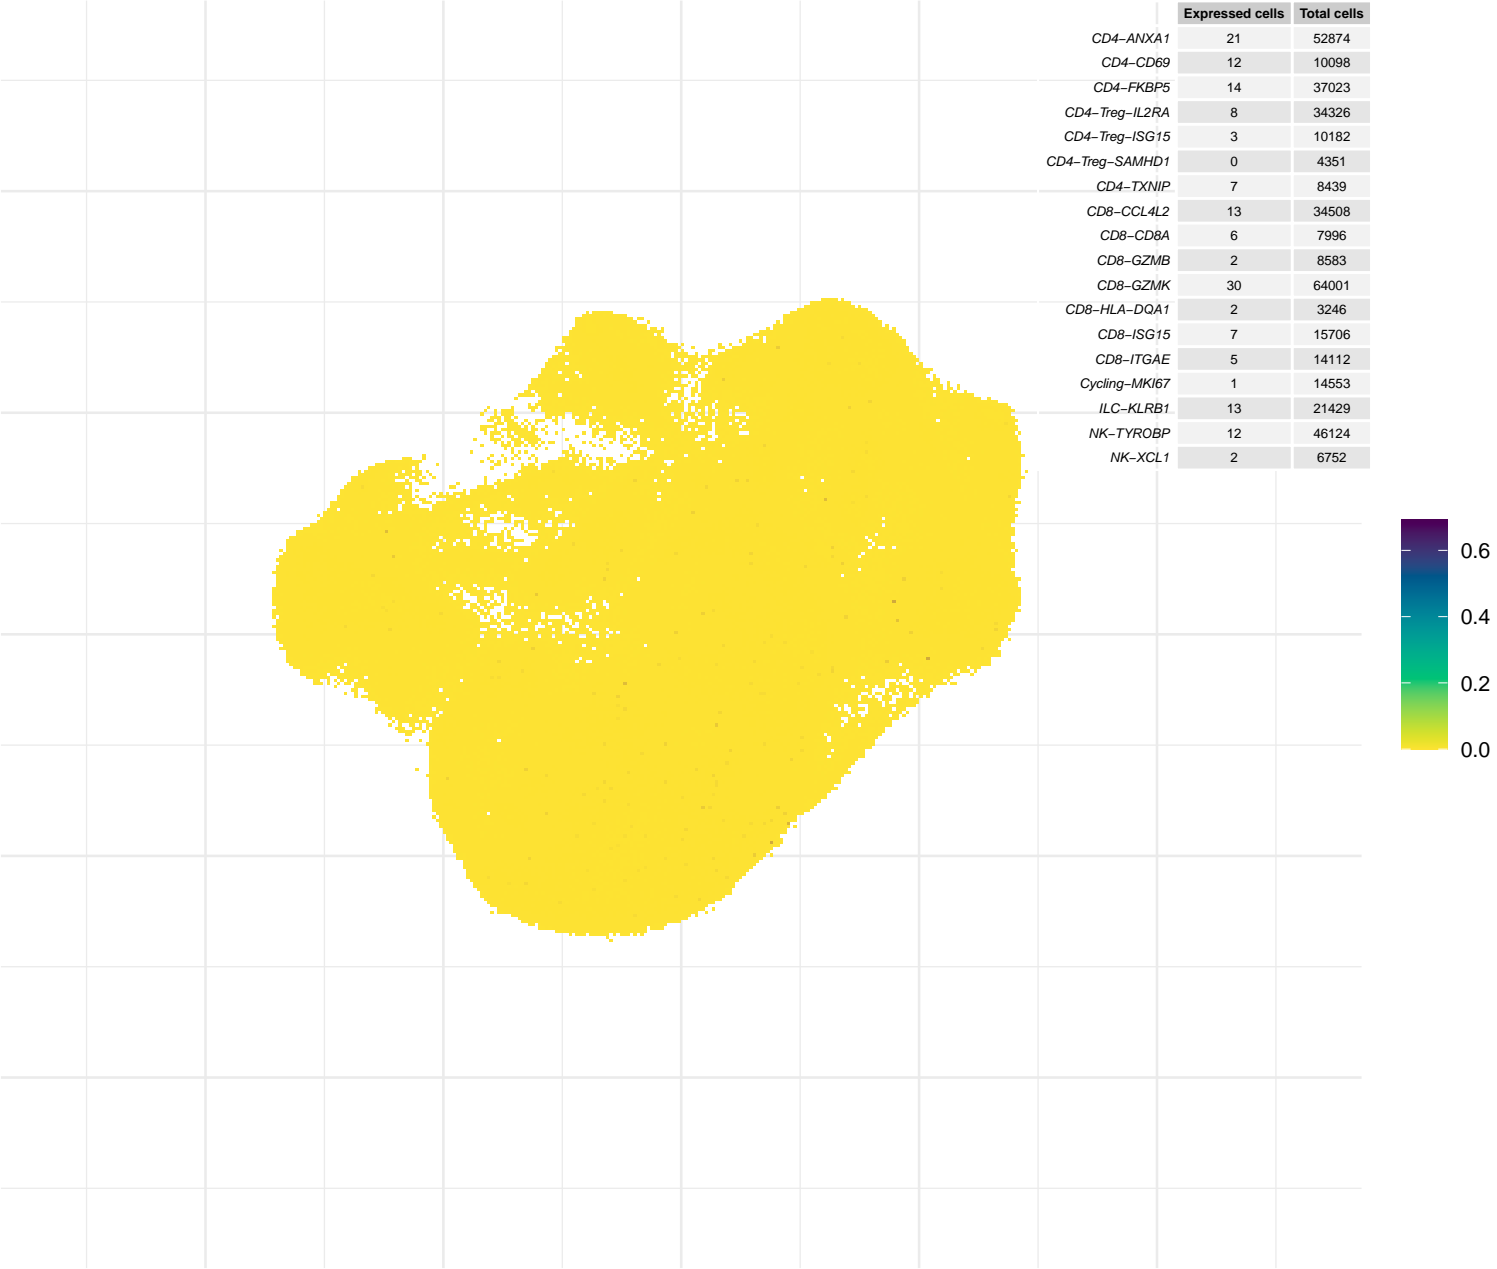 Expressed cells Total cells
CD4−ANXA1 21 52874
CD4−CD69 12 10098
CD4−FKBP5 14 37023
CD4−Treg−IL2RA 8 34326
CD4−Treg−ISG15 3 10182
CD4−Treg−SAMHD1 0 4351
CD4−TXNIP 7 8439
CD8−CCL4L2 13 34508
CD8−CD8A 6 7996
CD8−GZMB 2 8583
CD8−GZMK 30 64001
CD8−HLA−DQA1 2 3246
CD8−ISG15 7 15706
CD8−ITGAE 5 14112
Cycling−MKI67 1 14553
ILC−KLRB1 13 21429
NK−TYROBP 12 46124
NK−XCL1 2 6752
0.6
0.4
0.2
0.0